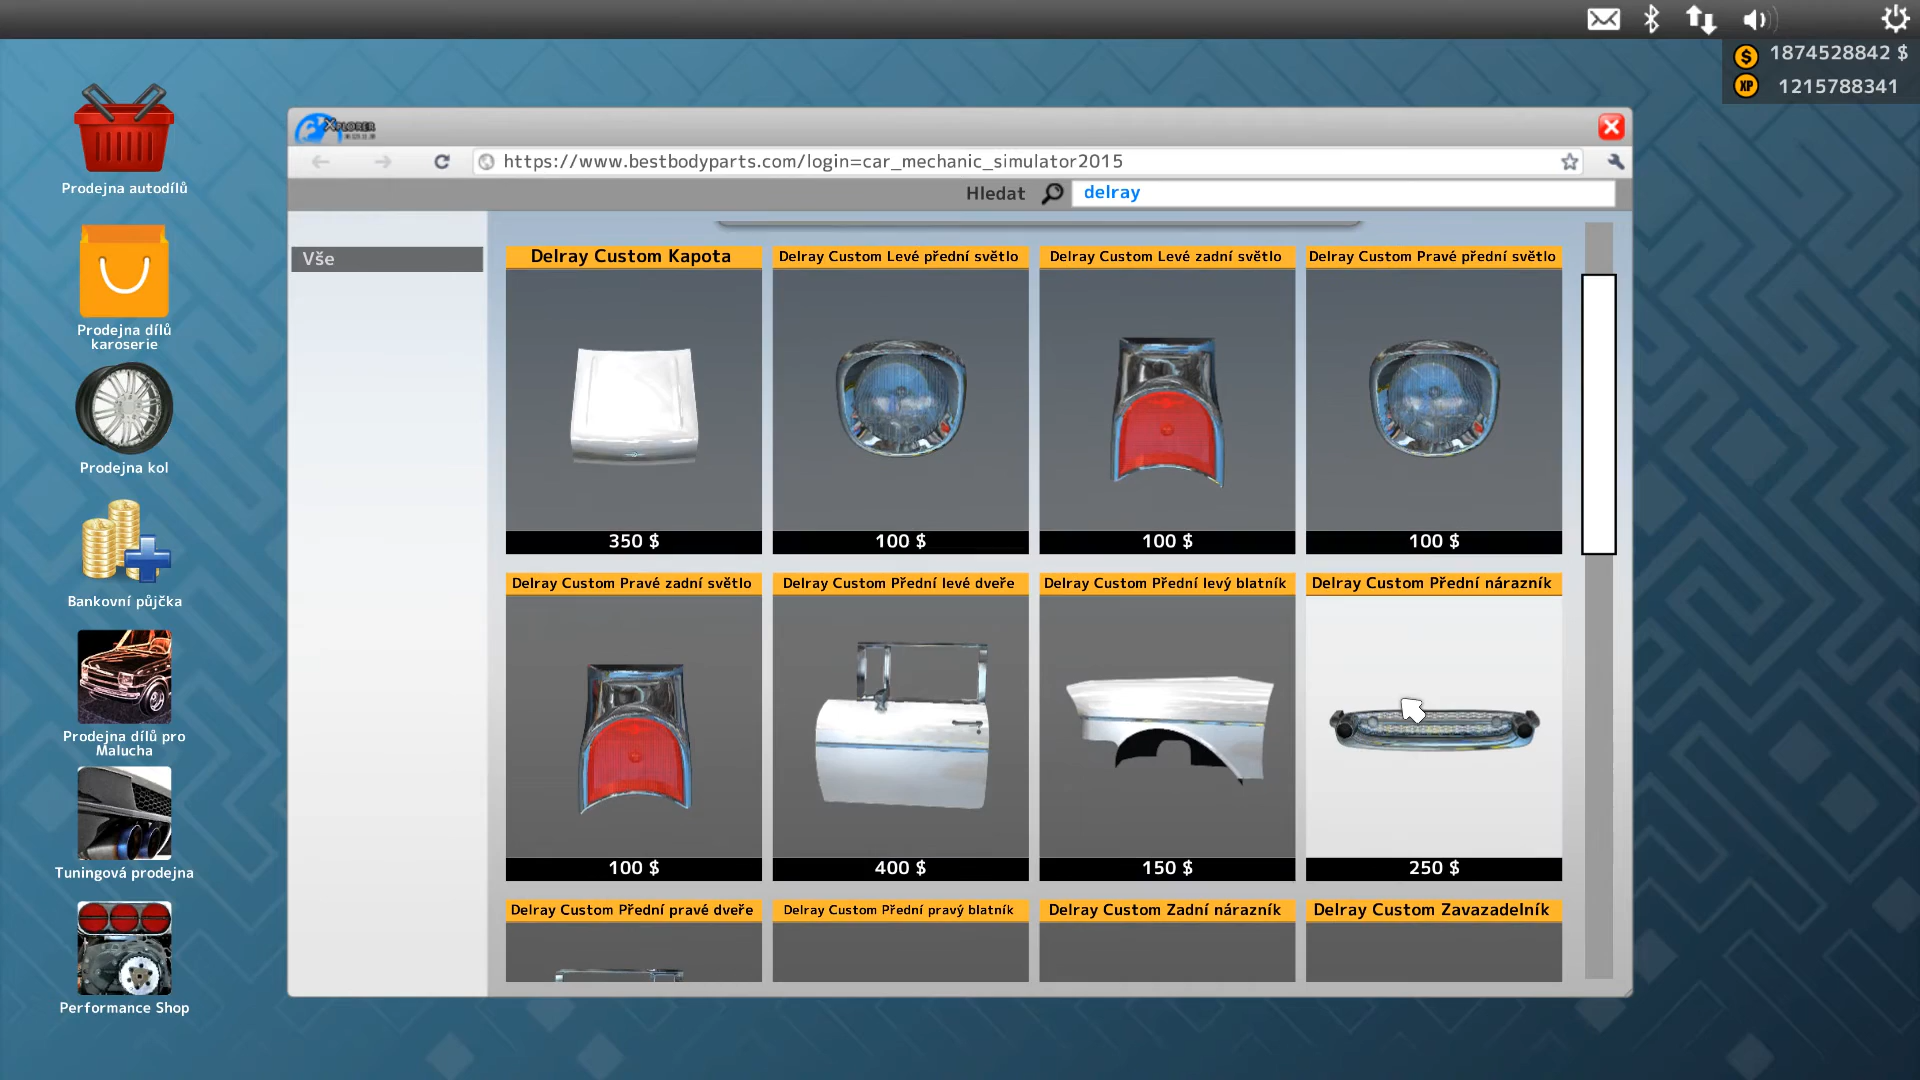 1874528842 $
XP 1215788341
Prodejna autodílů
Prodejna dílů
karoserie
Prodejna kol
Bankovní půjčka
Prodejna dílů pro
Malucha
Tuningová prodejna
Performance Shop
XPLORER
https://www.bestbodyparts.com/login=car_mechanic_simulator2015
Hledat delray
Vše
Delray Custom Kapota
350 $
Delray Custom Levé přední světlo
100 $
Delray Custom Levé zadní světlo
100 $
Delray Custom Pravé přední světlo
100 $
Delray Custom Pravé zadní světlo
100 $
Delray Custom Přední levé dveře
400 $
Delray Custom Přední levý blatník
150 $
Delray Custom Přední nárazník
250 $
Delray Custom Přední pravé dveře
Delray Custom Přední pravý blatník
Delray Custom Zadní nárazník
Delray Custom Zavazadelník